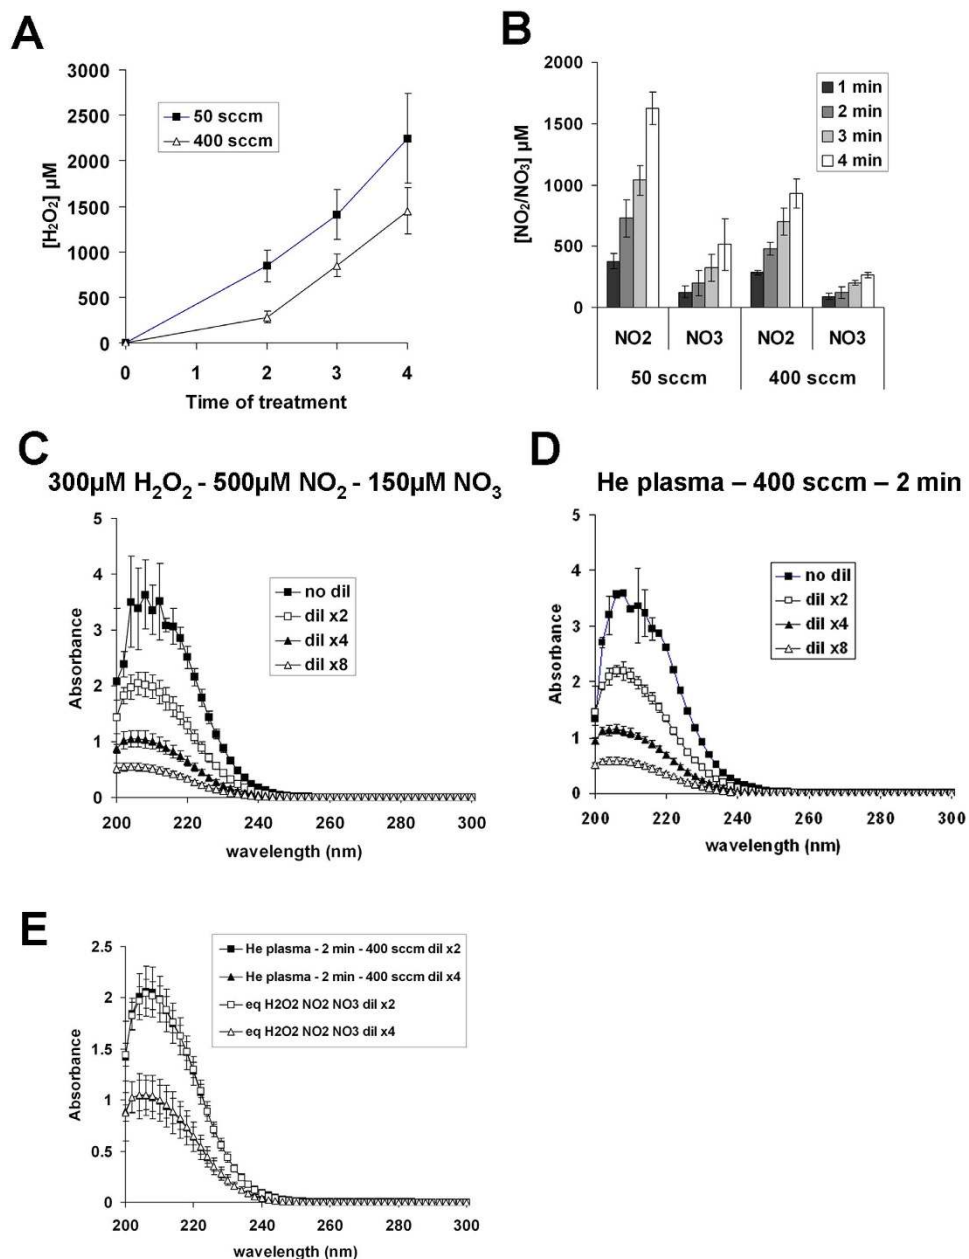 A
3000
2500
2000
1500
1000
500
0
[H₂O₂] µM
50 sccm
400 sccm
0 1 2 3 4
Time of treatment
B
2000
1500
1000
500
0
[NO₂/NO₃] µM
1 min
2 min
3 min
4 min
NO2 NO3 NO2 NO3
50 sccm 400 sccm
C
300µM H₂O₂ - 500µM NO₂ - 150µM NO₃
5
4
3
2
1
0
Absorbance
no dil
dil x2
dil x4
dil x8
200 220 240 260 280 300
wavelength (nm)
D
He plasma – 400 sccm – 2 min
5
4
3
2
1
0
Absorbance
no dil
dil x2
dil x4
dil x8
200 220 240 260 280 300
wavelength (nm)
E
2.5
2
1.5
1
0.5
0
Absorbance
He plasma - 2 min - 400 sccm dil x2
He plasma - 2 min - 400 sccm dil x4
eq H2O2 NO2 NO3 dil x2
eq H2O2 NO2 NO3 dil x4
200 220 240 260 280 300
wavelength (nm)